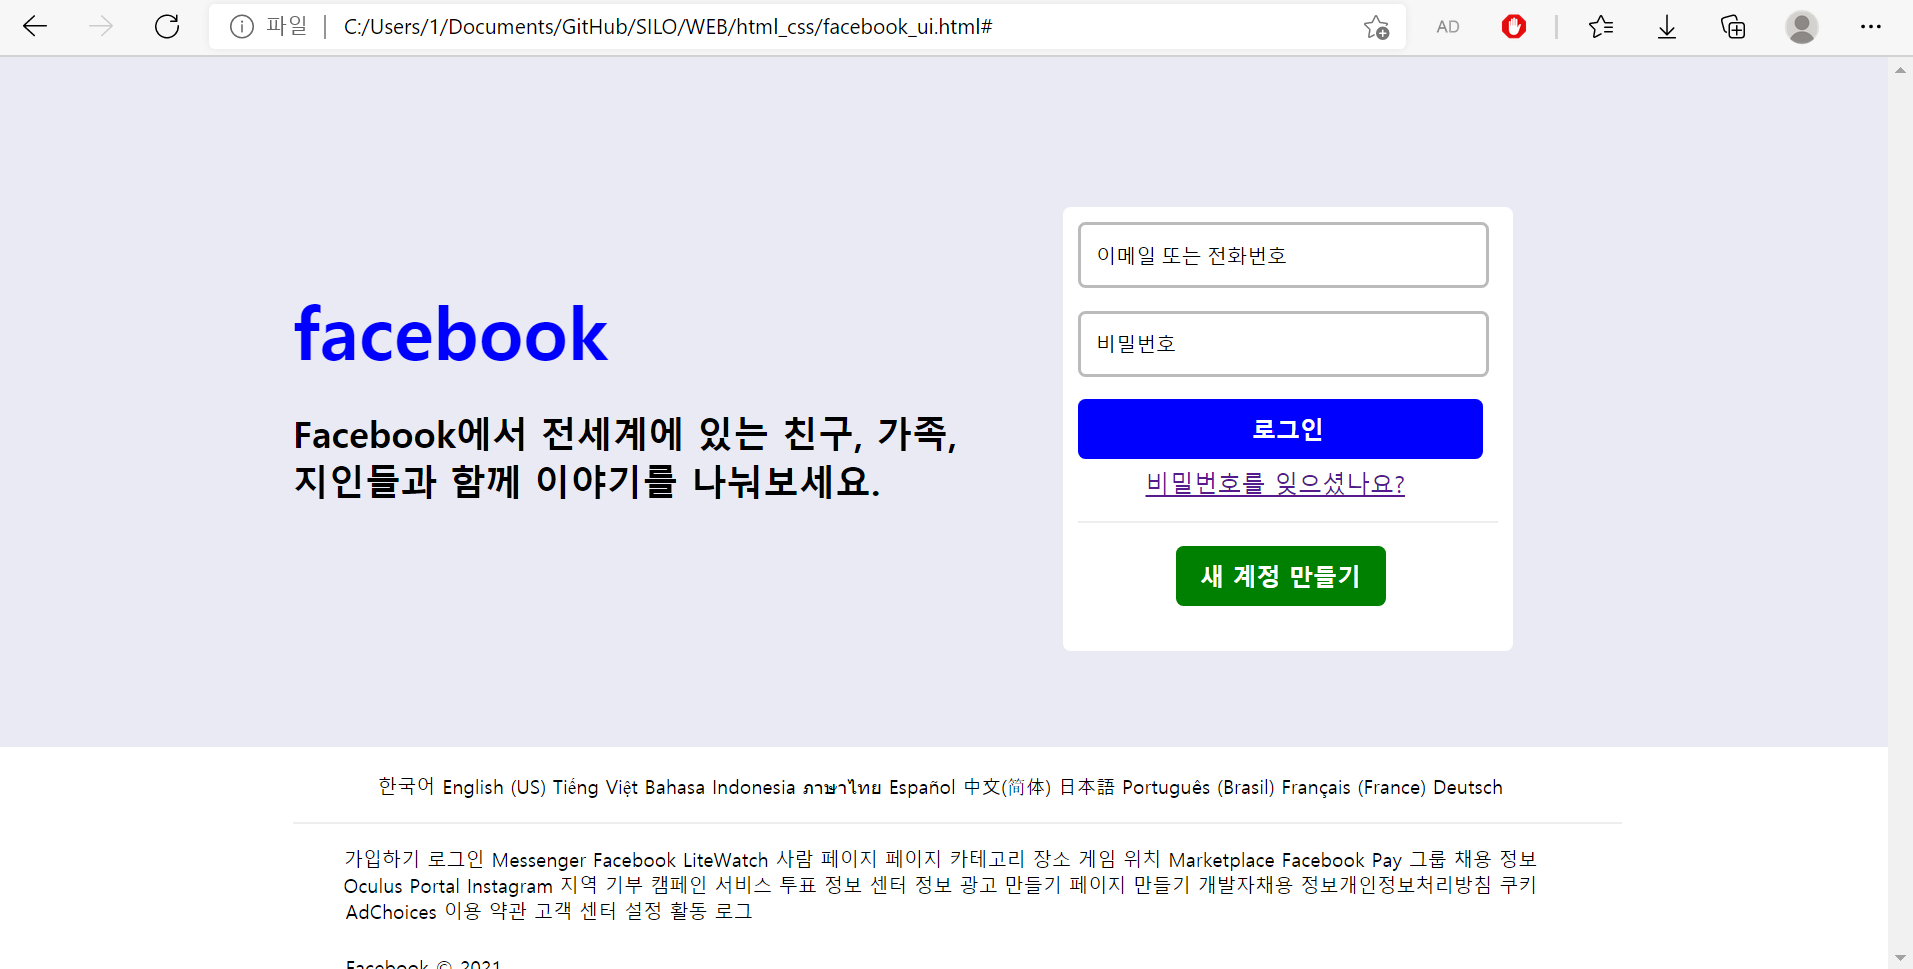 파일
C:/Users/1/Documents/GitHub/SILO/WEB/html_css/facebook_ui.html#
AD
facebook
Facebook에서 전세계에 있는 친구, 가족,
지인들과 함께 이야기를 나눠보세요.
이메일 또는 전화번호
비밀번호
로그인
비밀번호를 잊으셨나요?
새 계정 만들기
한국어 English (US) Tiếng Việt Bahasa Indonesia ภาษาไทย Español 中文(简体) 日本語 Português (Brasil) Français (France) Deutsch
가입하기 로그인 Messenger Facebook LiteWatch 사람 페이지 페이지 카테고리 장소 게임 위치 Marketplace Facebook Pay 그룹 채용 정보
Oculus Portal Instagram 지역 기부 캠페인 서비스 투표 정보 센터 정보 광고 만들기 페이지 만들기 개발자채용 정보개인정보처리방침 쿠키
AdChoices 이용 약관 고객 센터 설정 활동 로그
Facebook © 2021